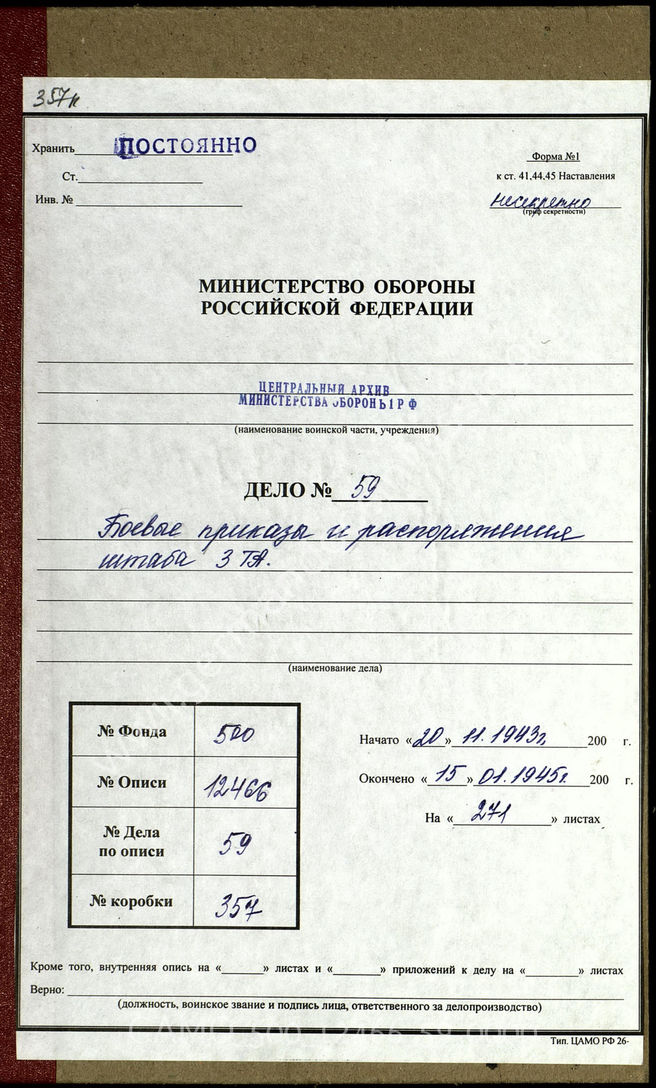 357к
Хранить ПОСТОЯННО
Форма №1
Ст.
к ст. 41,44.45 Наставления
Инв. №
несекретно
(гриф секретности)
МИНИСТЕРСТВО ОБОРОНЫ
РОССИЙСКОЙ ФЕДЕРАЦИИ
ЦЕНТРАЛЬНЫЙ АРХИВ
МИНИСТЕРСТВА ОБОРОНЫ РФ
(наименование воинской части, учреждения)
ДЕЛО № 59
Боевые приказы и распоряжения
штаба 3 ТА.
(наименование дела)
№ Фонда 500
Начато «20» 11.1943г. 200 г.
№ Описи 12466
Окончено «15» 01.1945г. 200 г.
На «271» листах
№ Дела
по описи 59
№ коробки 357
Кроме того, внутренняя опись на «______» листах и «______» приложений к делу на «______» листах
Верно:
(должность, воинское звание и подпись лица, ответственного за делопроизводство)
Тип. ЦАМО РФ 26-